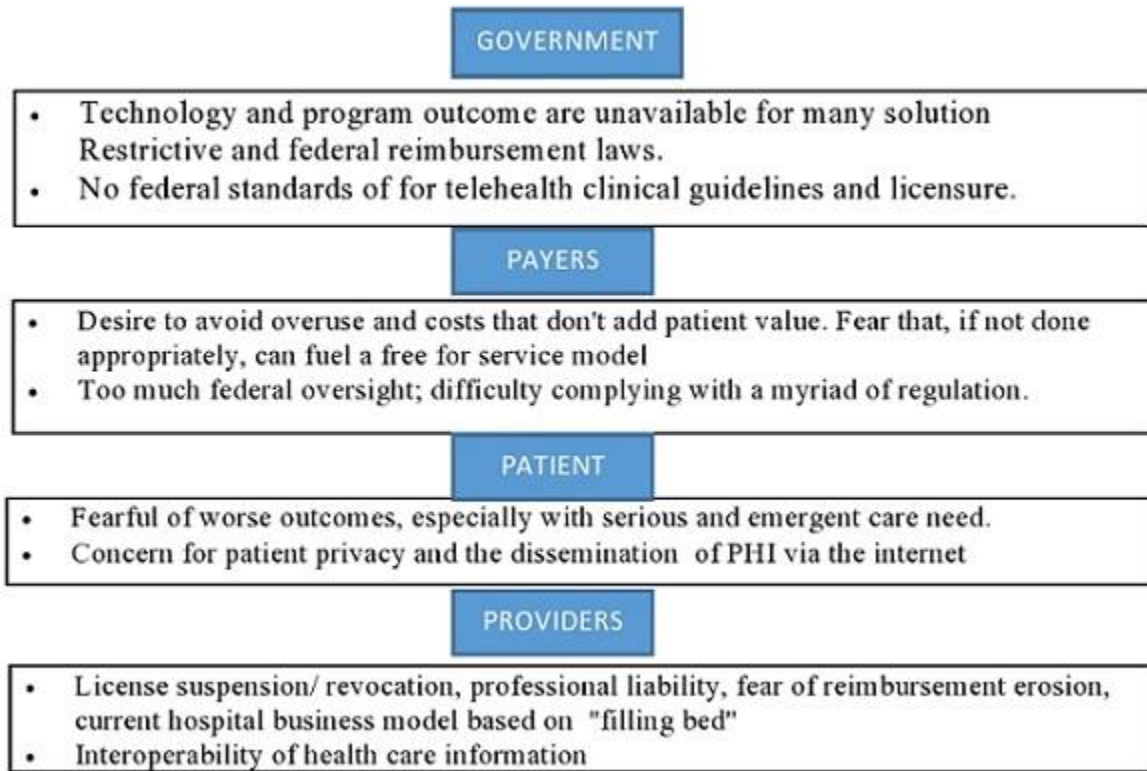 GOVERNMENT
• Technology and program outcome are unavailable for many solution
Restrictive and federal reimbursement laws.
• No federal standards of for telehealth clinical guidelines and licensure.
PAYERS
• Desire to avoid overuse and costs that don't add patient value. Fear that, if not done
appropriately, can fuel a free for service model
• Too much federal oversight; difficulty complying with a myriad of regulation.
PATIENT
• Fearful of worse outcomes, especially with serious and emergent care need.
• Concern for patient privacy and the dissemination of PHI via the internet
PROVIDERS
• License suspension/ revocation, professional liability, fear of reimbursement erosion,
current hospital business model based on "filling bed"
• Interoperability of health care information